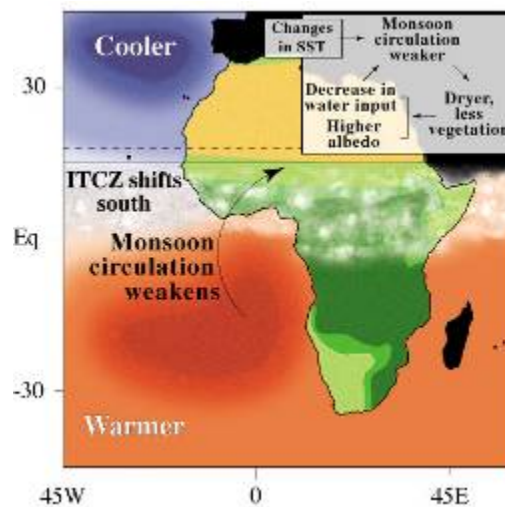 Cooler
Changes
in SST
Monsoon
circulation
weaker
30
Decrease in
water input
Higher
albedo
Dryer,
less
vegetation
ITCZ shifts
south
Eq
Monsoon
circulation
weakens
-30
Warmer
45W
0
45E